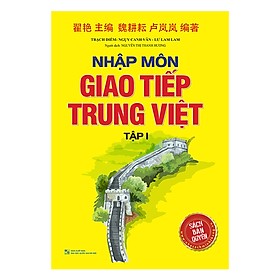 翟艳 主编 魏耕耘 卢岚岚 编著
TRẠCH DIỄM - NGỤY CANH VÂN - LƯ LAM LAM
Người dịch: NGUYỄN THỊ THANH HƯƠNG
NHẬP MÔN
GIAO TIẾP
TRUNG VIỆT
TẬP I
SÁCH BẢN QUYỀN